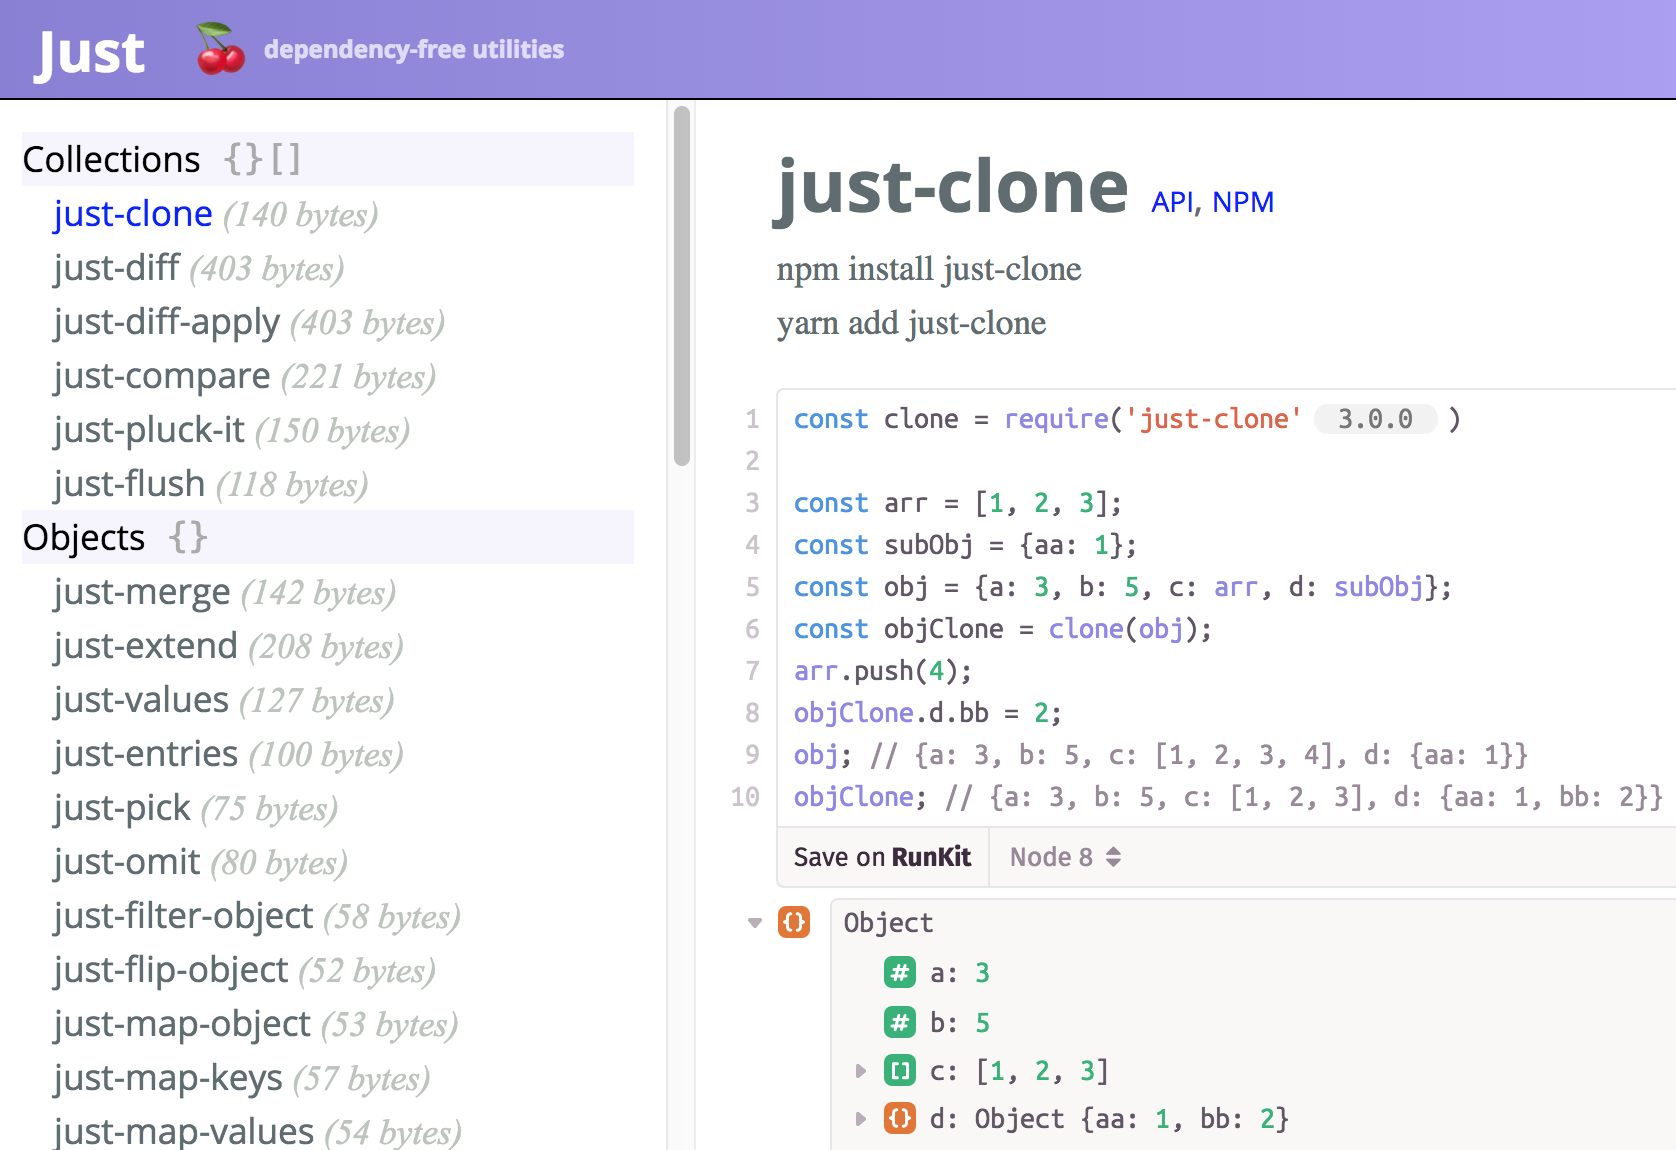 Just dependency-free utilities
Collections {}[]
just-clone (140 bytes)
just-diff (403 bytes)
just-diff-apply (403 bytes)
just-compare (221 bytes)
just-pluck-it (150 bytes)
just-flush (118 bytes)
Objects {}
just-merge (142 bytes)
just-extend (208 bytes)
just-values (127 bytes)
just-entries (100 bytes)
just-pick (75 bytes)
just-omit (80 bytes)
just-filter-object (58 bytes)
just-flip-object (52 bytes)
just-map-object (53 bytes)
just-map-keys (57 bytes)
just-map-values (54 bytes)
just-clone API, NPM
npm install just-clone
yarn add just-clone
1 const clone = require('just-clone' 3.0.0 )
2
3 const arr = [1, 2, 3];
4 const subObj = {aa: 1};
5 const obj = {a: 3, b: 5, c: arr, d: subObj};
6 const objClone = clone(obj);
7 arr.push(4);
8 objClone.d.bb = 2;
9 obj; // {a: 3, b: 5, c: [1, 2, 3, 4], d: {aa: 1}}
10 objClone; // {a: 3, b: 5, c: [1, 2, 3], d: {aa: 1, bb: 2}}
Save on RunKit Node 8
{} Object
# a: 3
# b: 5
[] c: [1, 2, 3]
{} d: Object {aa: 1, bb: 2}